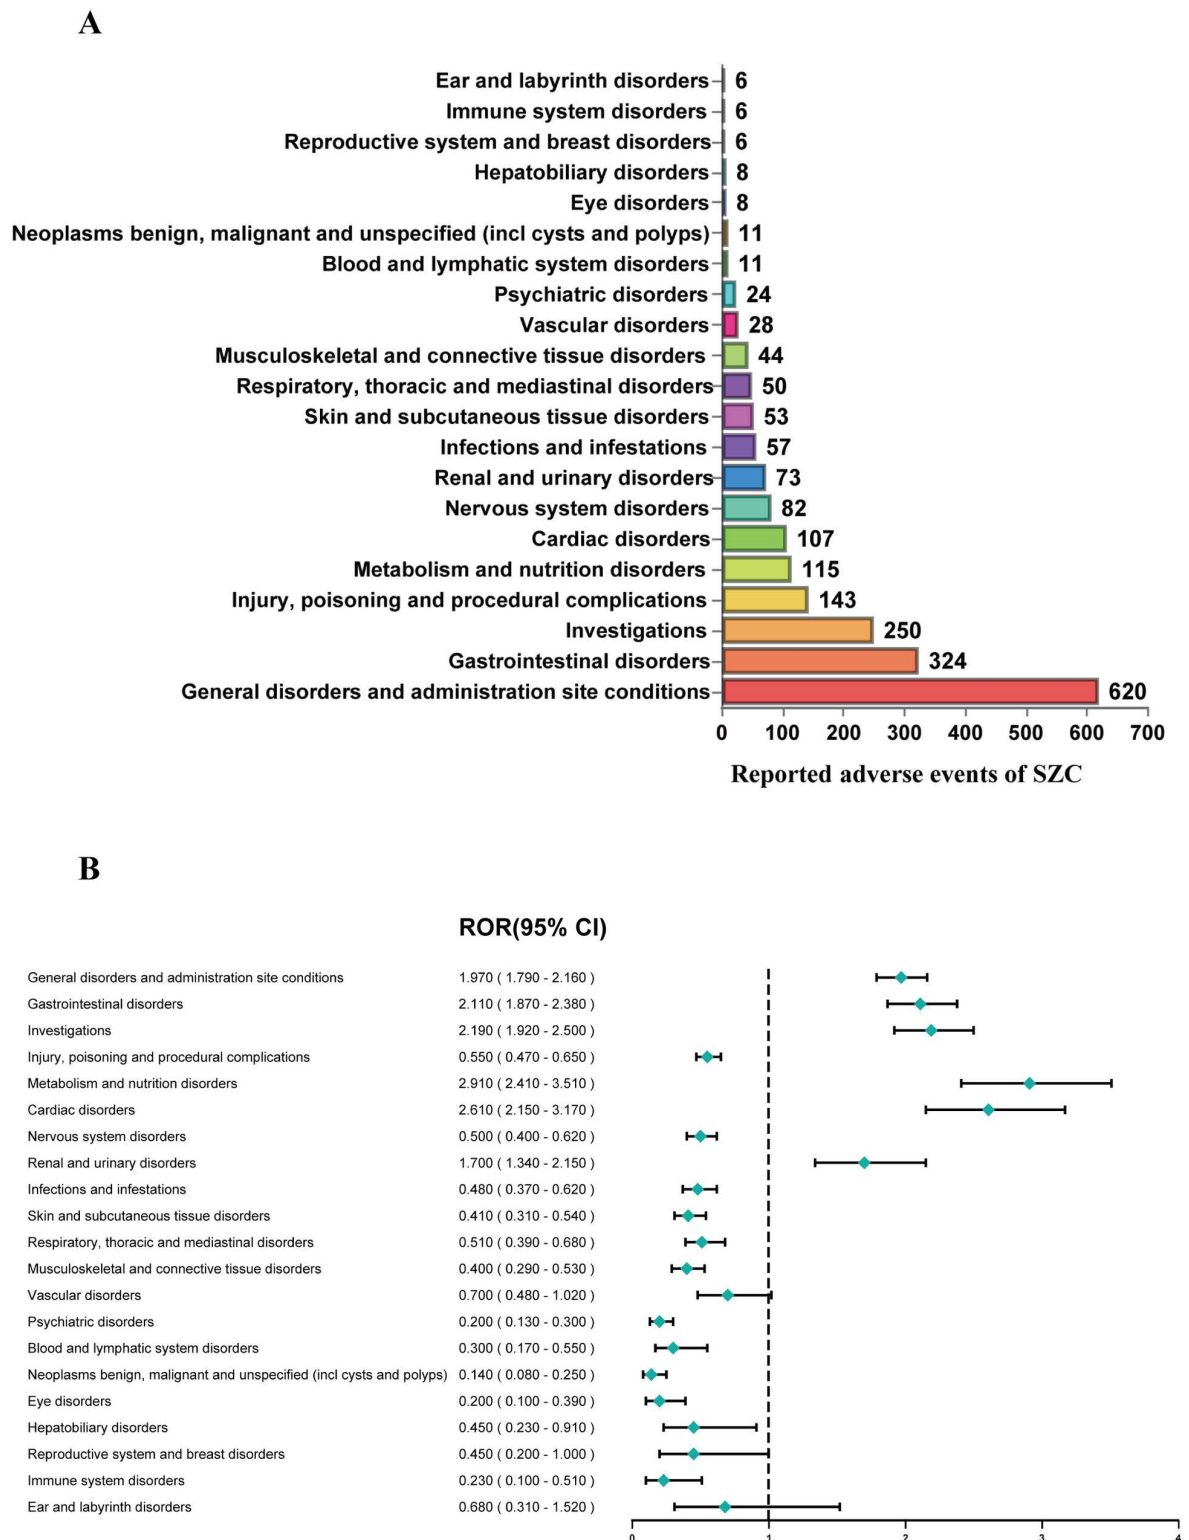 A
Ear and labyrinth disorders 6
Immune system disorders 6
Reproductive system and breast disorders 6
Hepatobiliary disorders 8
Eye disorders 8
Neoplasms benign, malignant and unspecified (incl cysts and polyps) 11
Blood and lymphatic system disorders 11
Psychiatric disorders 24
Vascular disorders 28
Musculoskeletal and connective tissue disorders 44
Respiratory, thoracic and mediastinal disorders 50
Skin and subcutaneous tissue disorders 53
Infections and infestations 57
Renal and urinary disorders 73
Nervous system disorders 82
Cardiac disorders 107
Metabolism and nutrition disorders 115
Injury, poisoning and procedural complications 143
Investigations 250
Gastrointestinal disorders 324
General disorders and administration site conditions 620
0 100 200 300 400 500 600 700
Reported adverse events of SZC
B
ROR(95% CI)
General disorders and administration site conditions 1.970 ( 1.790 - 2.160 )
Gastrointestinal disorders 2.110 ( 1.870 - 2.380 )
Investigations 2.190 ( 1.920 - 2.500 )
Injury, poisoning and procedural complications 0.550 ( 0.470 - 0.650 )
Metabolism and nutrition disorders 2.910 ( 2.410 - 3.510 )
Cardiac disorders 2.610 ( 2.150 - 3.170 )
Nervous system disorders 0.500 ( 0.400 - 0.620 )
Renal and urinary disorders 1.700 ( 1.340 - 2.150 )
Infections and infestations 0.480 ( 0.370 - 0.620 )
Skin and subcutaneous tissue disorders 0.410 ( 0.310 - 0.540 )
Respiratory, thoracic and mediastinal disorders 0.510 ( 0.390 - 0.680 )
Musculoskeletal and connective tissue disorders 0.400 ( 0.290 - 0.530 )
Vascular disorders 0.700 ( 0.480 - 1.020 )
Psychiatric disorders 0.200 ( 0.130 - 0.300 )
Blood and lymphatic system disorders 0.300 ( 0.170 - 0.550 )
Neoplasms benign, malignant and unspecified (incl cysts and polyps) 0.140 ( 0.080 - 0.250 )
Eye disorders 0.200 ( 0.100 - 0.390 )
Hepatobiliary disorders 0.450 ( 0.230 - 0.910 )
Reproductive system and breast disorders 0.450 ( 0.200 - 1.000 )
Immune system disorders 0.230 ( 0.100 - 0.510 )
Ear and labyrinth disorders 0.680 ( 0.310 - 1.520 )
0 1 2 3 4